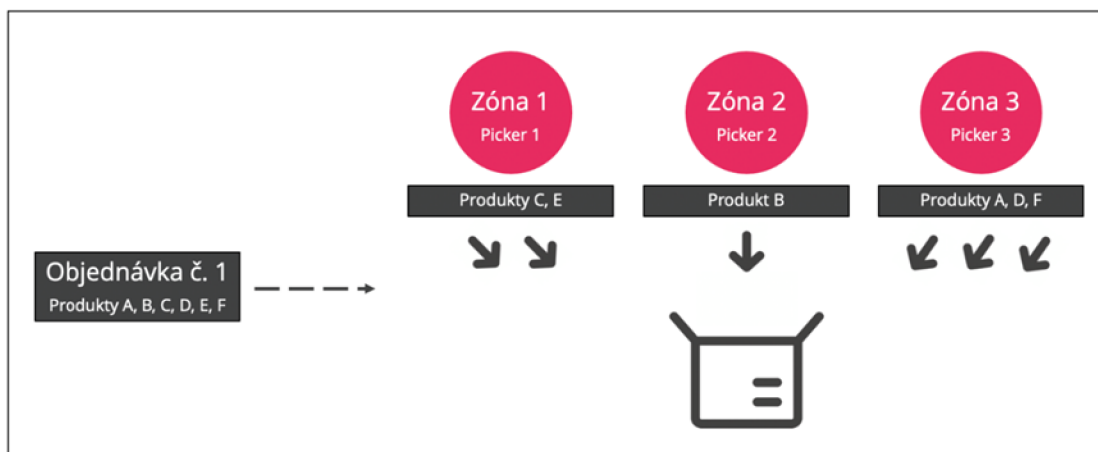 Zóna 1
Picker 1
Zóna 2
Picker 2
Zóna 3
Picker 3
Produkty C, E
Produkt B
Produkty A, D, F
Objednávka č. 1
Produkty A, B, C, D, E, F